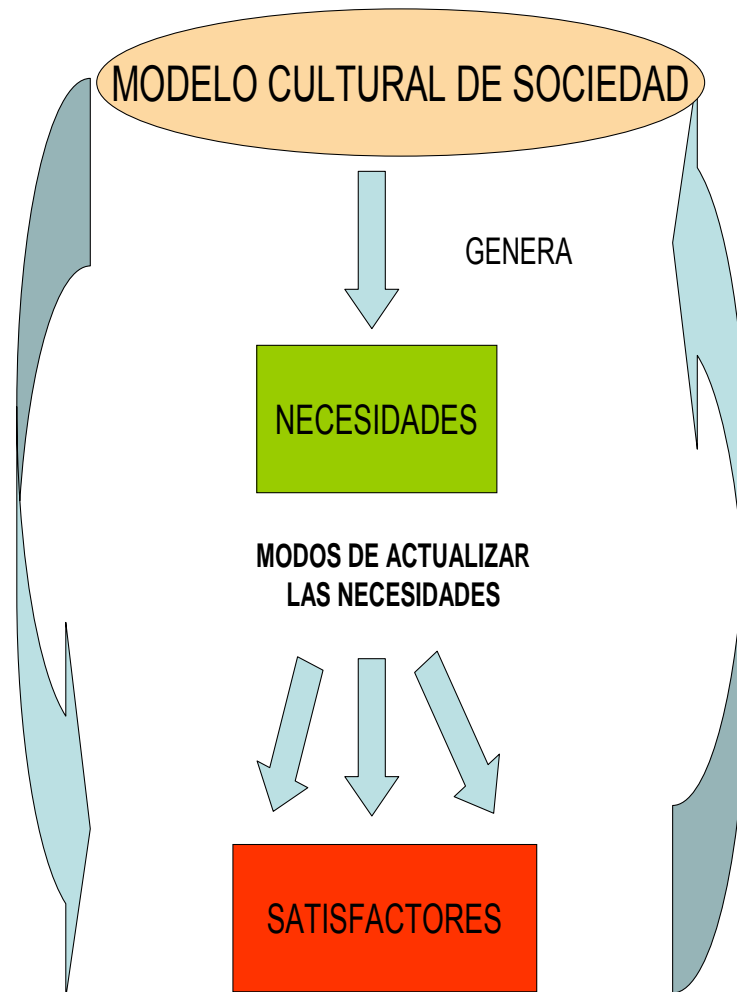 MODELO CULTURAL DE SOCIEDAD
GENERA
NECESIDADES
MODOS DE ACTUALIZAR
LAS NECESIDADES
SATISFACTORES